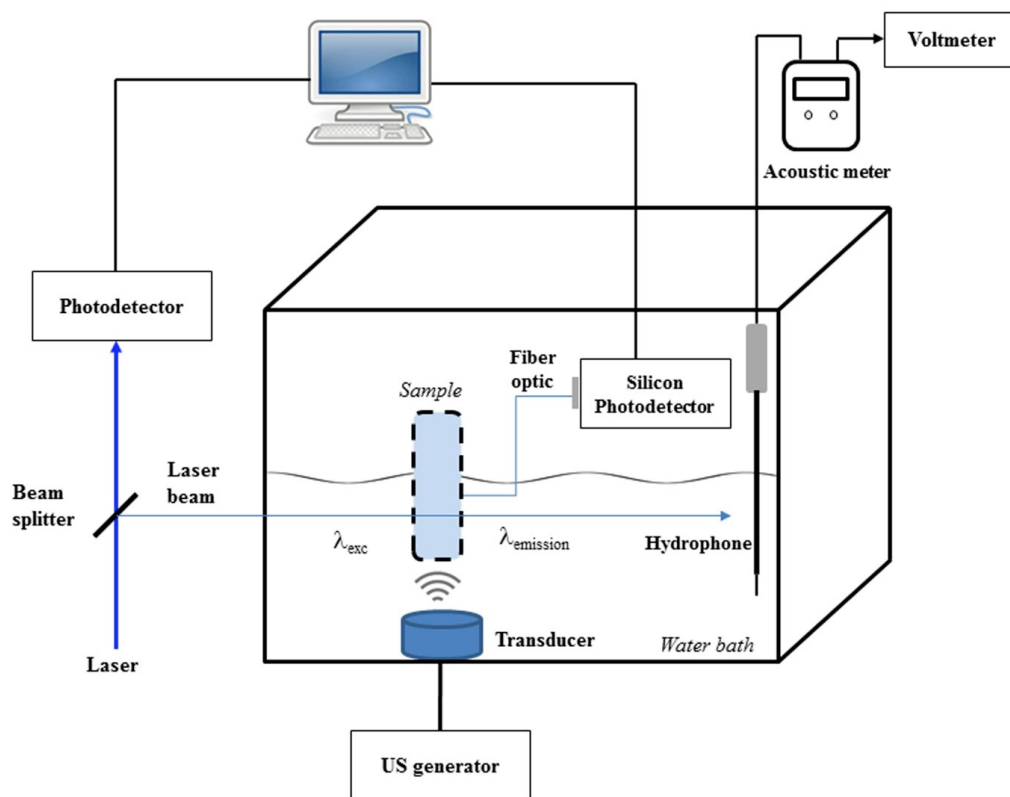 Voltmeter
Acoustic meter
Photodetector
Fiber
optic
Silicon
Photodetector
Sample
Laser
beam
Beam
splitter
λexc
λemission
Hydrophone
Transducer
Water bath
Laser
US generator